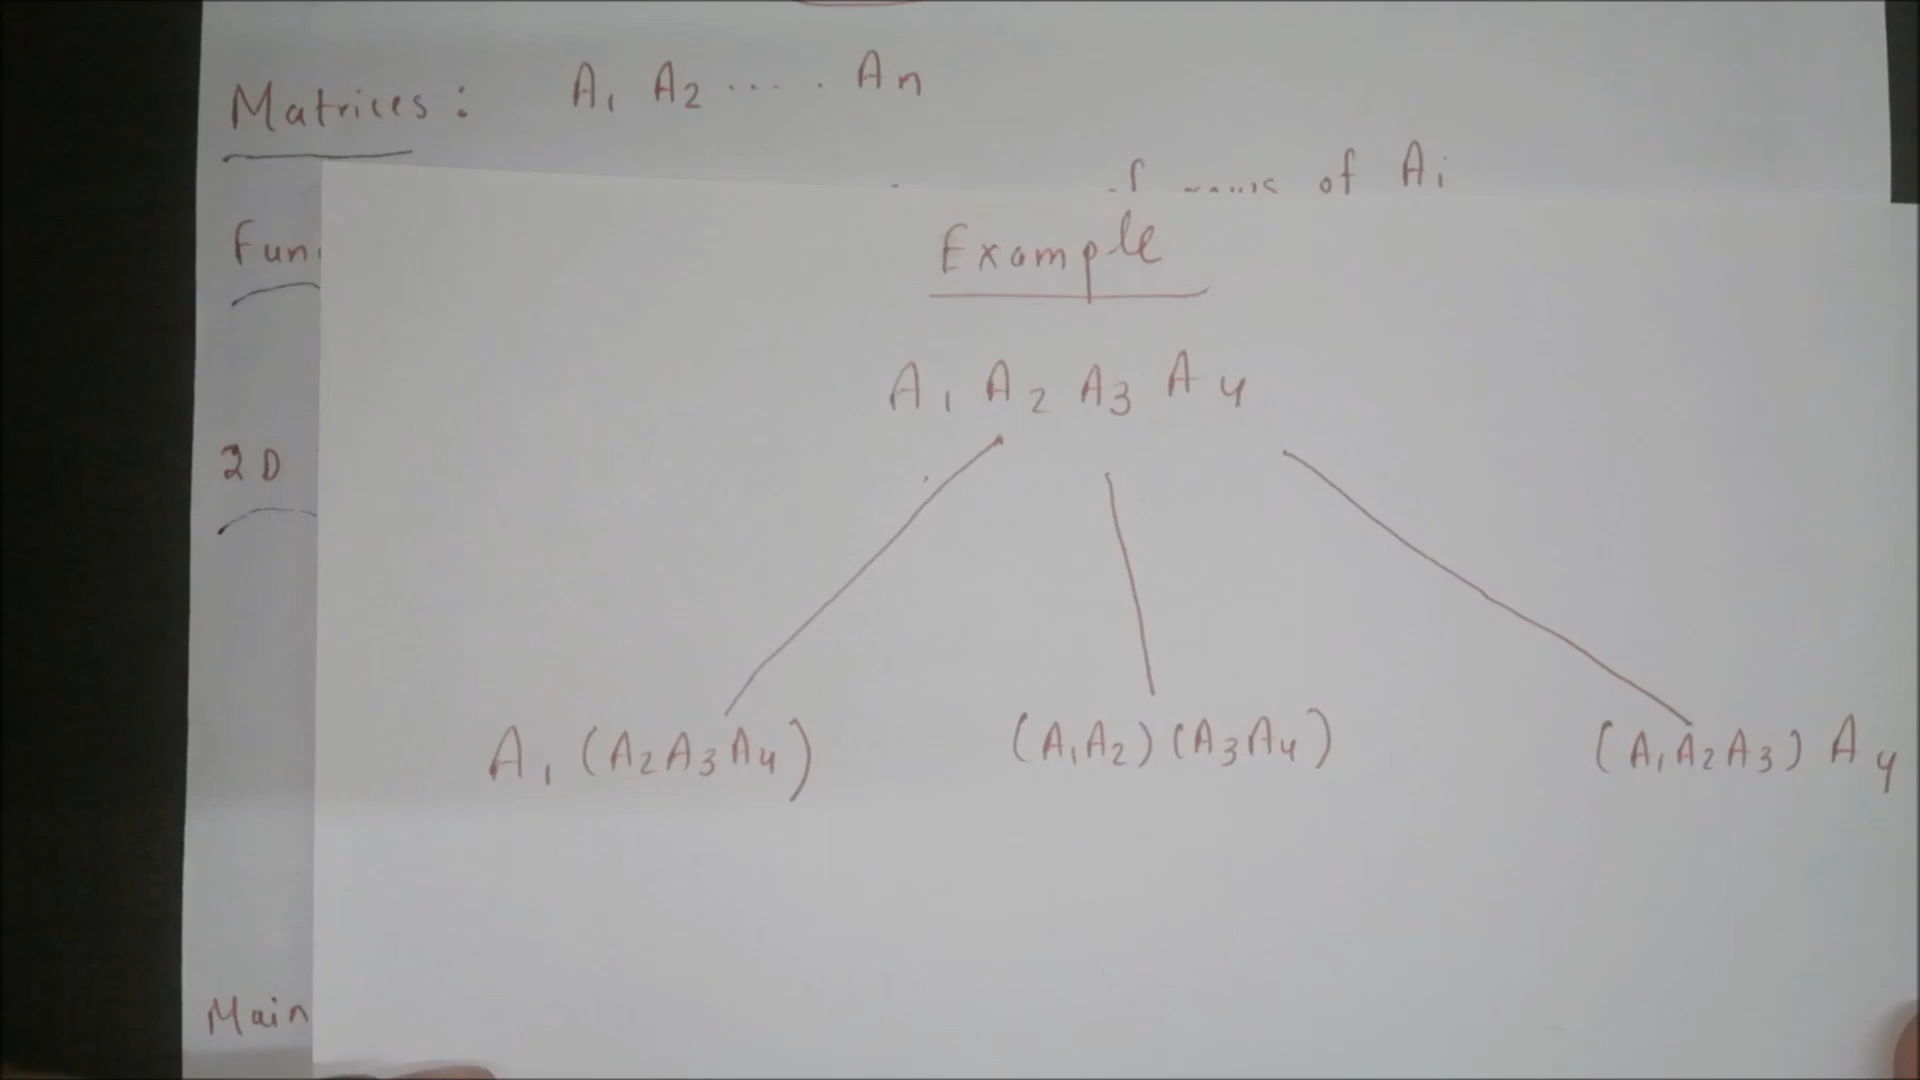 Matrices: A1 A2 ..... An
of Ai
Fun
2D
Main
Example
A1 A2 A3 A4
A1 (A2A3A4) (A1A2) (A3A4) (A1A2A3) A4